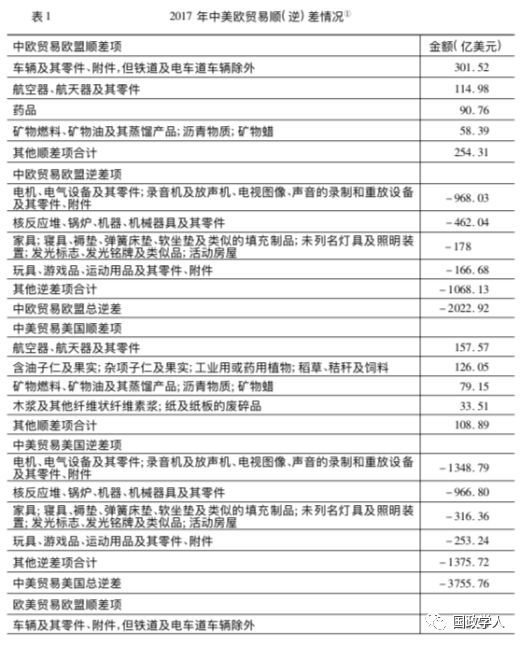 表1 2017 年中美欧贸易顺(逆)差情况①
中欧贸易欧盟顺差项 金额(亿美元)
车辆及其零件、附件,但铁道及电车道车辆除外 301.52
航空器、航天器及其零件 114.98
药品 90.76
矿物燃料、矿物油及其蒸馏产品;沥青物质;矿物蜡 58.39
其他顺差项合计 254.31
中欧贸易欧盟逆差项
电机、电气设备及其零件;录音机及放声机、电视图像、声音的录制和重放设备
及其零件、附件 -968.03
核反应堆、锅炉、机器、机械器具及其零件 -462.04
家具;寝具、褥垫、弹簧床垫、软坐垫及类似的填充制品;未列名灯具及照明装
置;发光标志、发光铭牌及类似品;活动房屋 -178
玩具、游戏品、运动用品及其零件、附件 -166.68
其他逆差项合计 -1068.13
中欧贸易欧盟总逆差 -2022.92
中美贸易美国顺差项
航空器、航天器及其零件 157.57
含油子仁及果实;杂项子仁及果实;工业用或药用植物;稻草、秸秆及饲料 126.05
矿物燃料、矿物油及其蒸馏产品;沥青物质;矿物蜡 79.15
木浆及其他纤维状纤维素浆;纸及纸板的废碎品 33.51
其他顺差项合计 108.89
中美贸易美国逆差项
电机、电气设备及其零件;录音机及放声机、电视图像、声音的录制和重放设备
及其零件、附件 -1348.79
核反应堆、锅炉、机器、机械器具及其零件 -966.80
家具;寝具、褥垫、弹簧床垫、软坐垫及类似的填充制品;未列名灯具及照明装
置;发光标志、发光铭牌及类似品;活动房屋 -316.36
玩具、游戏品、运动用品及其零件、附件 -253.24
其他逆差项合计 -1375.72
中美贸易美国总逆差 -3755.76
欧美贸易欧盟顺差项
车辆及其零件、附件,但铁道及电车道车辆除外
国政学人